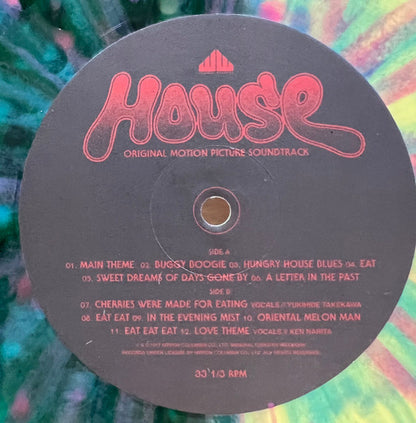 HOUSE
ORIGINAL MOTION PICTURE SOUNDTRACK
SIDE A
01. MAIN THEME 02. BUGGY BOOGIE 03. HUNGRY HOUSE BLUES 04. EAT
05. SWEET DREAMS OF DAYS GONE BY 06. A LETTER IN THE PAST
SIDE B
07. CHERRIES WERE MADE FOR EATING VOCALS // YUKIHIDE TAKEKAWA
08. EAT EAT 09. IN THE EVENING MIST 10. ORIENTAL MELON MAN
11. EAT EAT EAT 12. LOVE THEME VOCALS // KEN NARITA
33 1/3 RPM